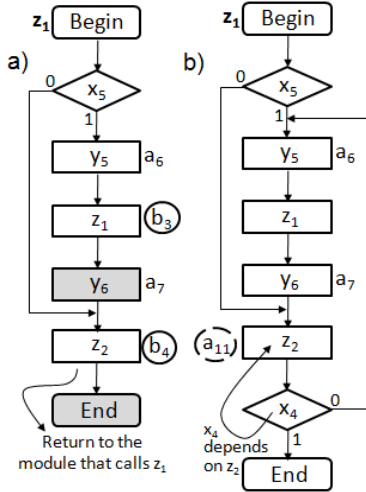 z1 Begin
a)
0
x5
1
y5 a6
z1 b3
y6 a7
z2 b4
End
Return to the
module that calls z1
z1 Begin
b)
0
x5
1
y5 a6
z1
y6 a7
a11 z2
x4
0
1
x4
depends
on z2
End